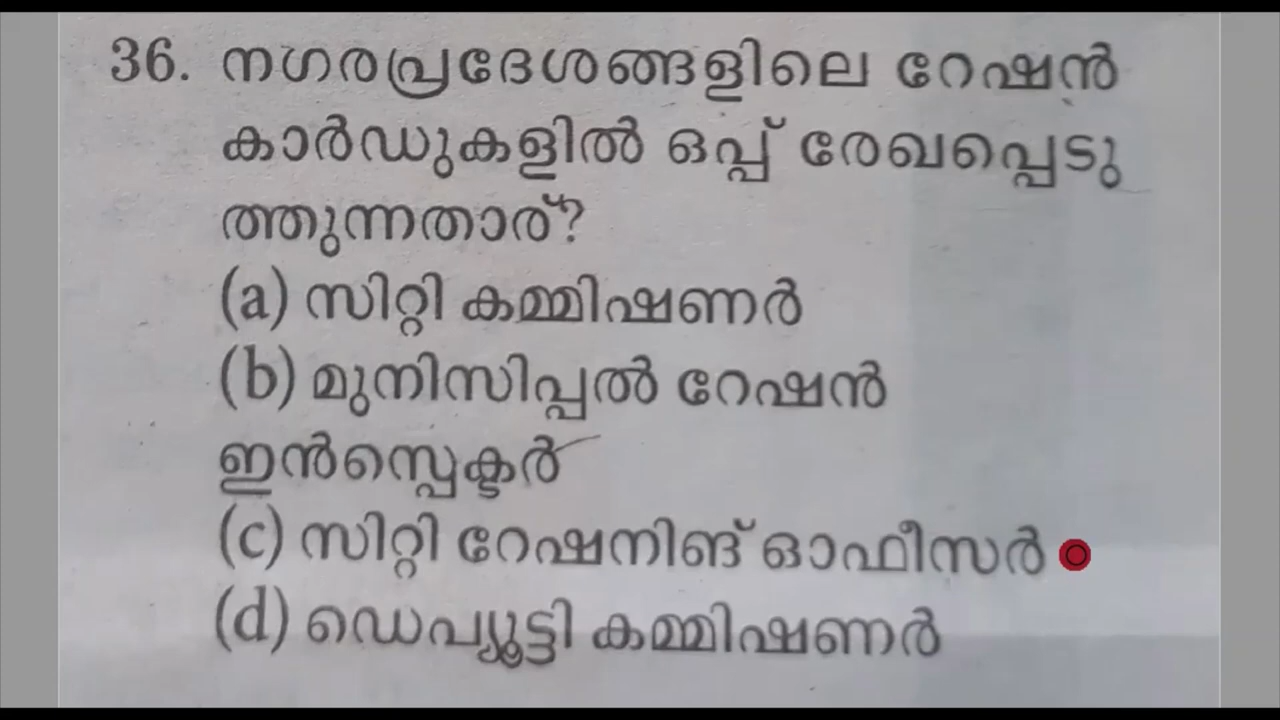 36. നഗരപ്രദേശങ്ങളിലെ റേഷൻ
കാർഡുകളിൽ ഒപ്പ് രേഖപ്പെടു
ത്തുന്നതാര്?
(a) സിറ്റി കമ്മിഷണർ
(b) മുനിസിപ്പൽ റേഷൻ
ഇൻസ്പെക്ടർ
(c) സിറ്റി റേഷനിങ് ഓഫീസർ
(d) ഡെപ്യൂട്ടി കമ്മിഷണർ